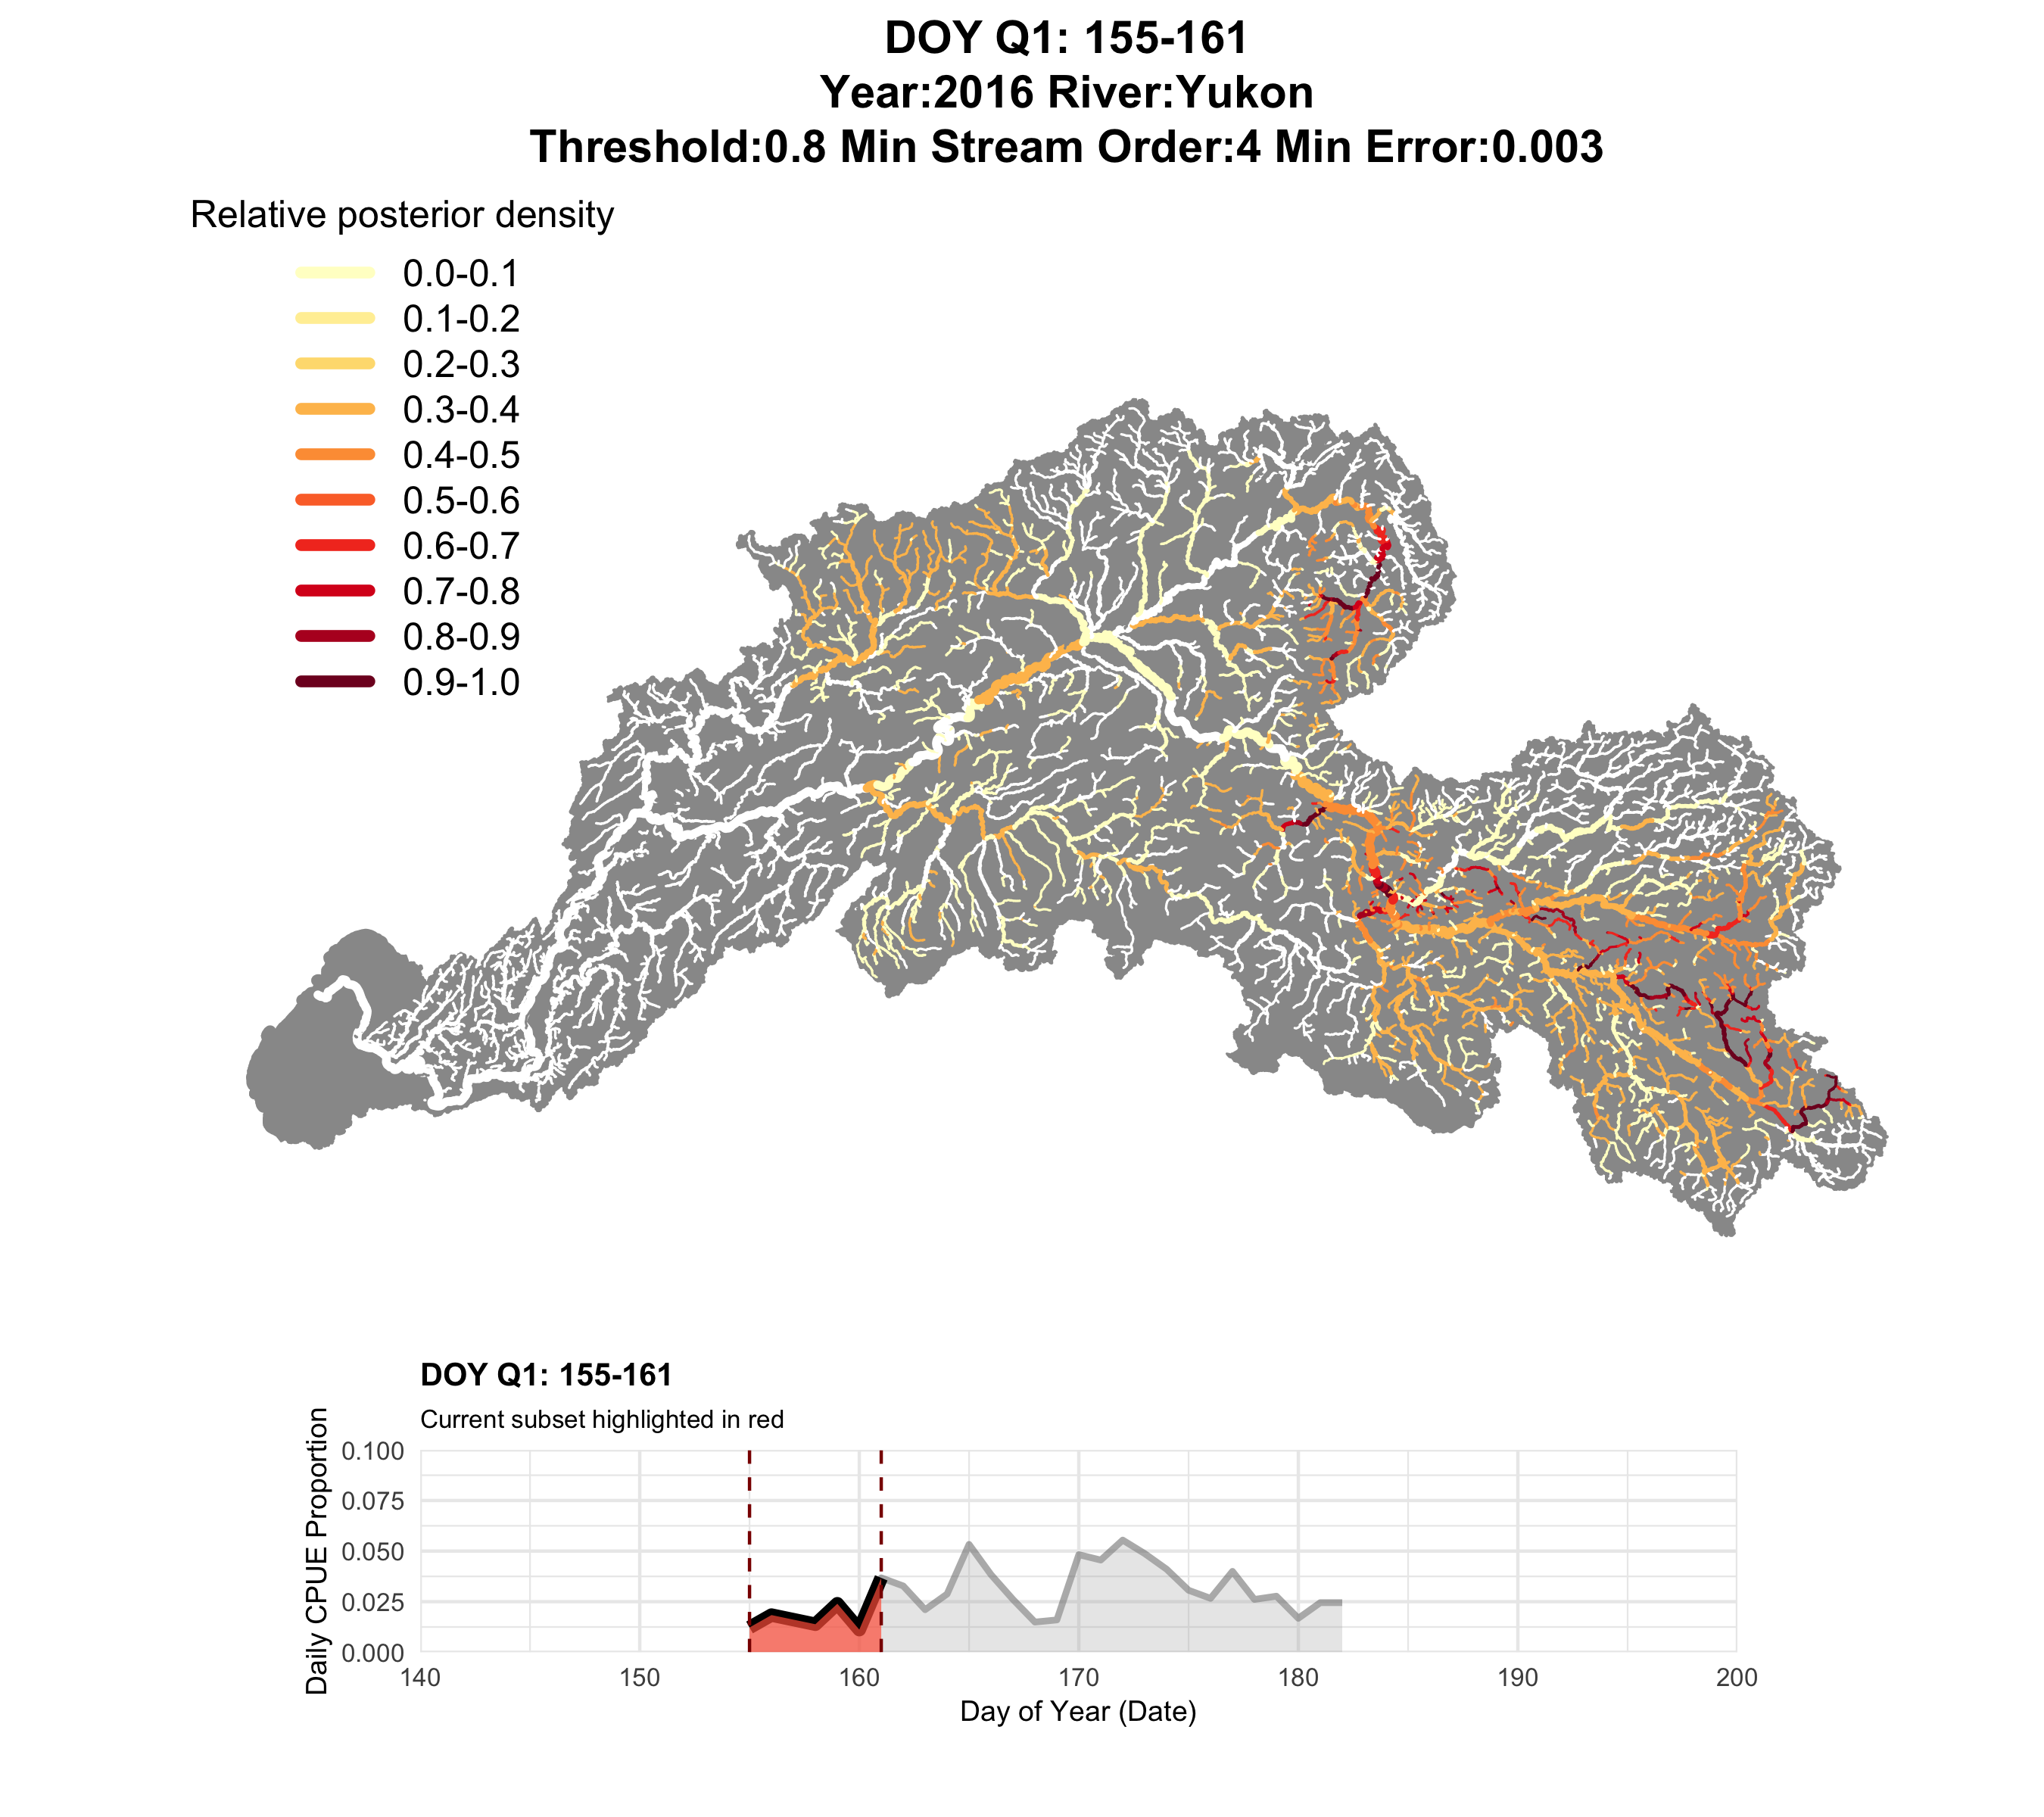 DOY Q1: 155-161
Year:2016 River:Yukon
Threshold:0.8 Min Stream Order:4 Min Error:0.003
Relative posterior density
0.0-0.1
0.1-0.2
0.2-0.3
0.3-0.4
0.4-0.5
0.5-0.6
0.6-0.7
0.7-0.8
0.8-0.9
0.9-1.0
DOY Q1: 155-161
Current subset highlighted in red
Daily CPUE Proportion
0.100
0.075
0.050
0.025
0.000
140 150 160 170 180 190 200
Day of Year (Date)